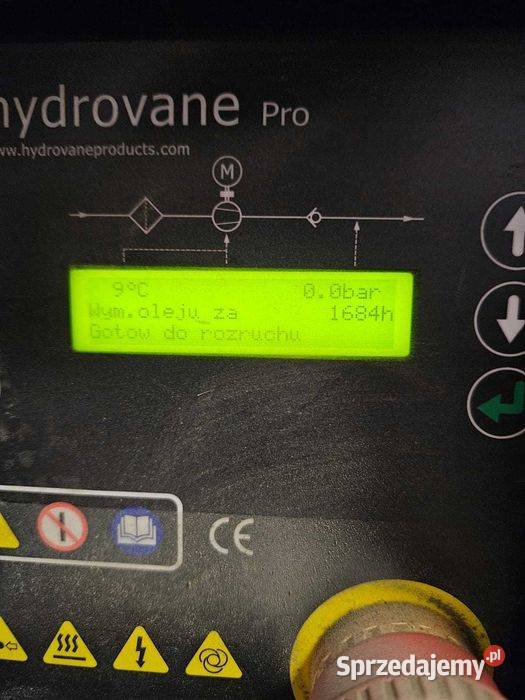 hydrovane Pro
www.hydrovaneproducts.com
M
9°C 0.0bar
Wym.oleju za 1684h
Gotow do rozruchu
CE
Sprzedajemy.pl